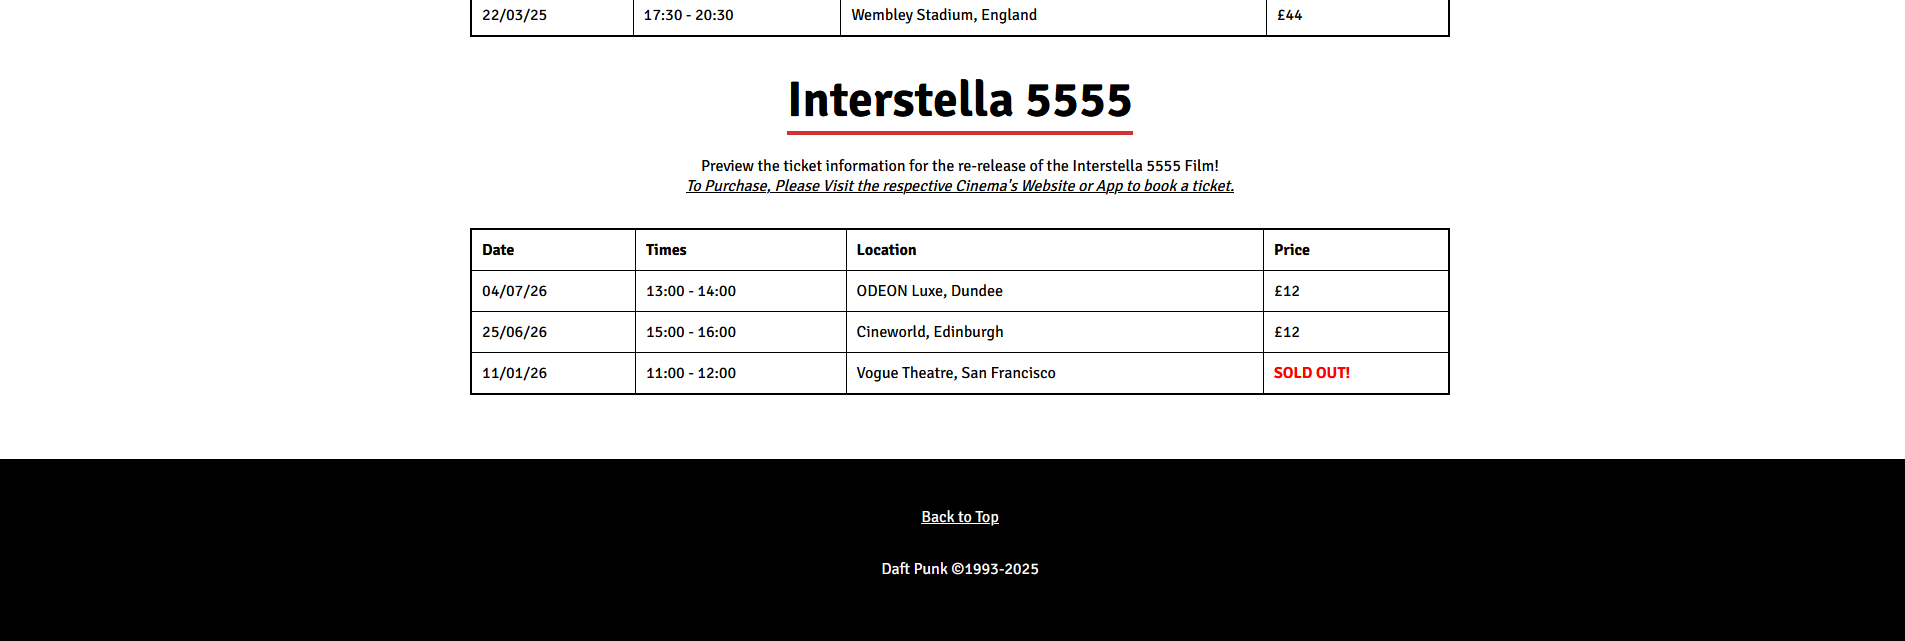 22/03/25 17:30 - 20:30 Wembley Stadium, England £44
Interstella 5555
Preview the ticket information for the re-release of the Interstella 5555 Film!
To Purchase, Please Visit the respective Cinema's Website or App to book a ticket.
Date Times Location Price
04/07/26 13:00 - 14:00 ODEON Luxe, Dundee £12
25/06/26 15:00 - 16:00 Cineworld, Edinburgh £12
11/01/26 11:00 - 12:00 Vogue Theatre, San Francisco SOLD OUT!
Back to Top
Daft Punk ©1993-2025